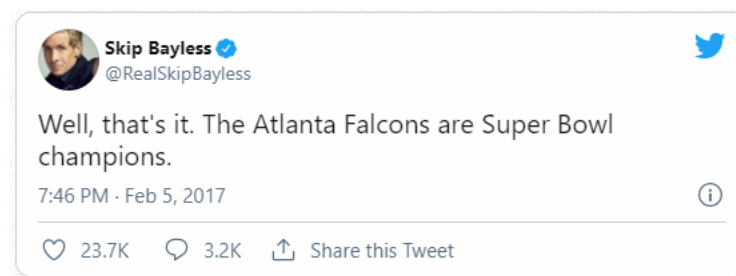 Skip Bayless
@RealSkipBayless
Well, that's it. The Atlanta Falcons are Super Bowl
champions.
7:46 PM · Feb 5, 2017
23.7K 3.2K Share this Tweet